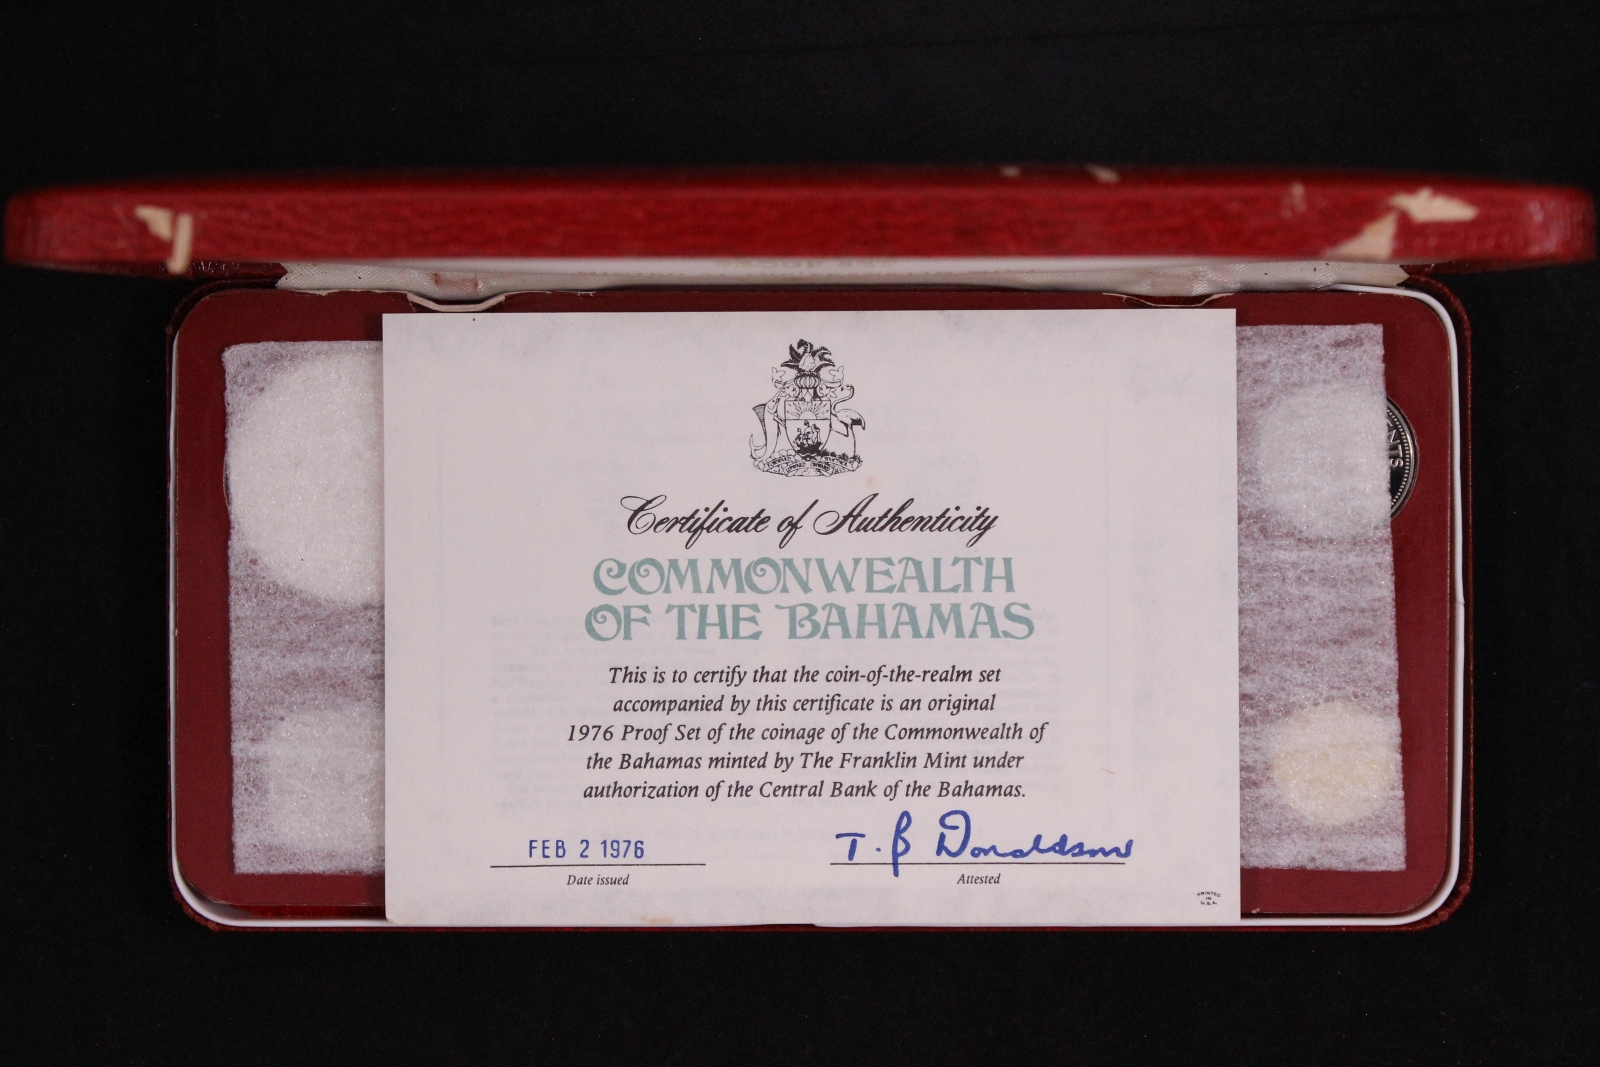 Certificate of Authenticity
COMMONWEALTH
OF THE BAHAMAS
This is to certify that the coin-of-the-realm set
accompanied by this certificate is an original
1976 Proof Set of the coinage of the Commonwealth of
the Bahamas minted by The Franklin Mint under
authorization of the Central Bank of the Bahamas.
FEB 2 1976
T. B Donaldson
Date issued
Attested
PRINTED
IN
U.S.A.